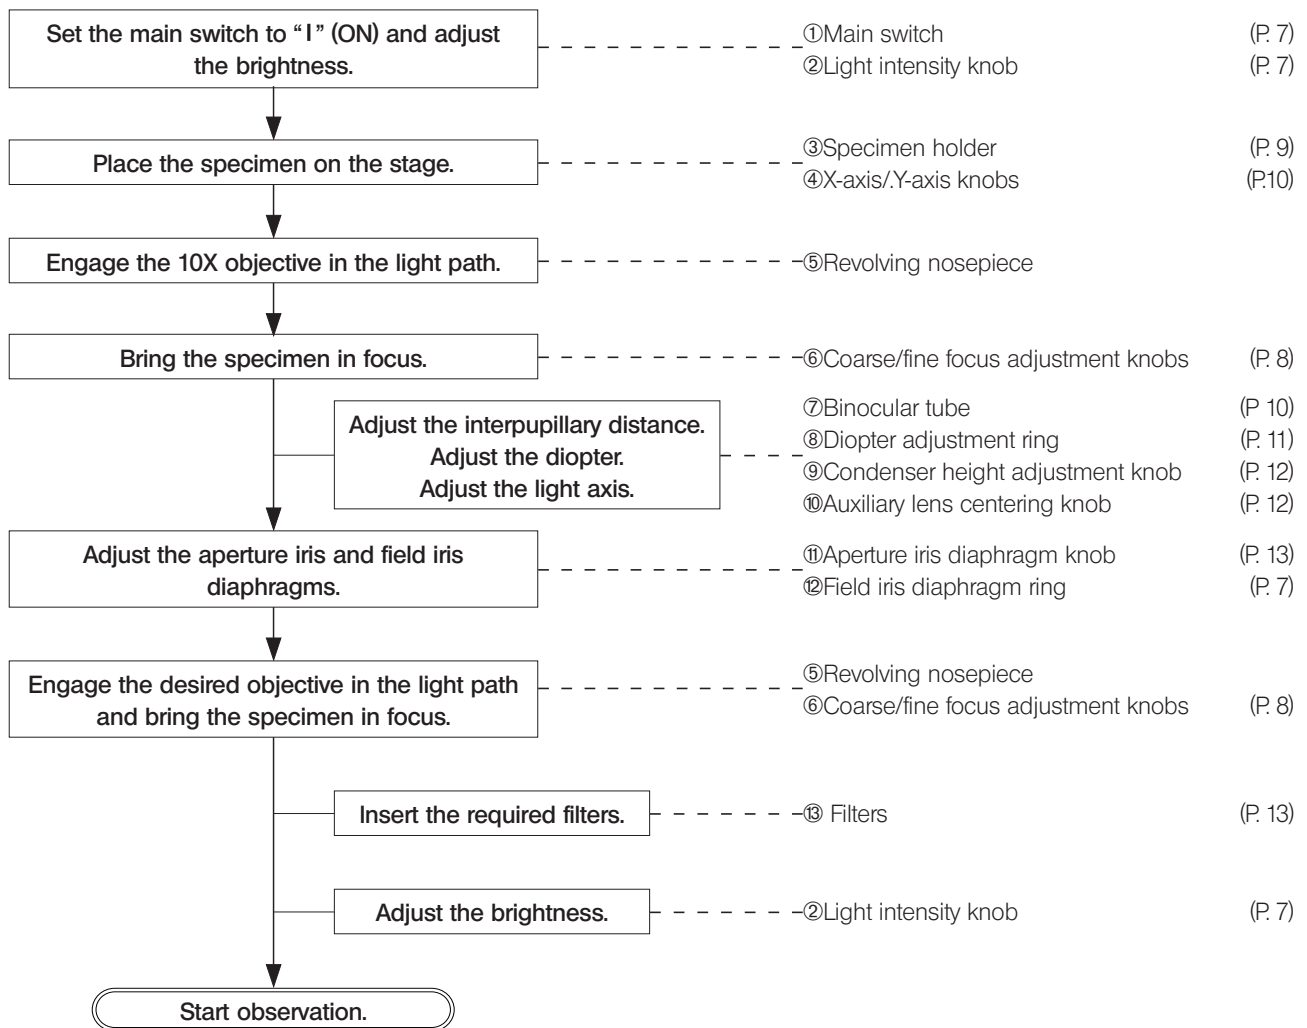 Set the main switch to “I” (ON) and adjust
the brightness.
①Main switch (P. 7)
②Light intensity knob (P. 7)
Place the specimen on the stage.
③Specimen holder (P. 9)
④X-axis/.Y-axis knobs (P.10)
Engage the 10X objective in the light path.
⑤Revolving nosepiece
Bring the specimen in focus.
⑥Coarse/fine focus adjustment knobs (P. 8)
Adjust the interpupillary distance.
Adjust the diopter.
Adjust the light axis.
⑦Binocular tube (P 10)
⑧Diopter adjustment ring (P. 11)
⑨Condenser height adjustment knob (P. 12)
⑩Auxiliary lens centering knob (P. 12)
Adjust the aperture iris and field iris
diaphragms.
⑪Aperture iris diaphragm knob (P. 13)
⑫Field iris diaphragm ring (P. 7)
Engage the desired objective in the light path
and bring the specimen in focus.
⑤Revolving nosepiece
⑥Coarse/fine focus adjustment knobs (P. 8)
Insert the required filters.
⑬ Filters (P. 13)
Adjust the brightness.
②Light intensity knob (P. 7)
Start observation.